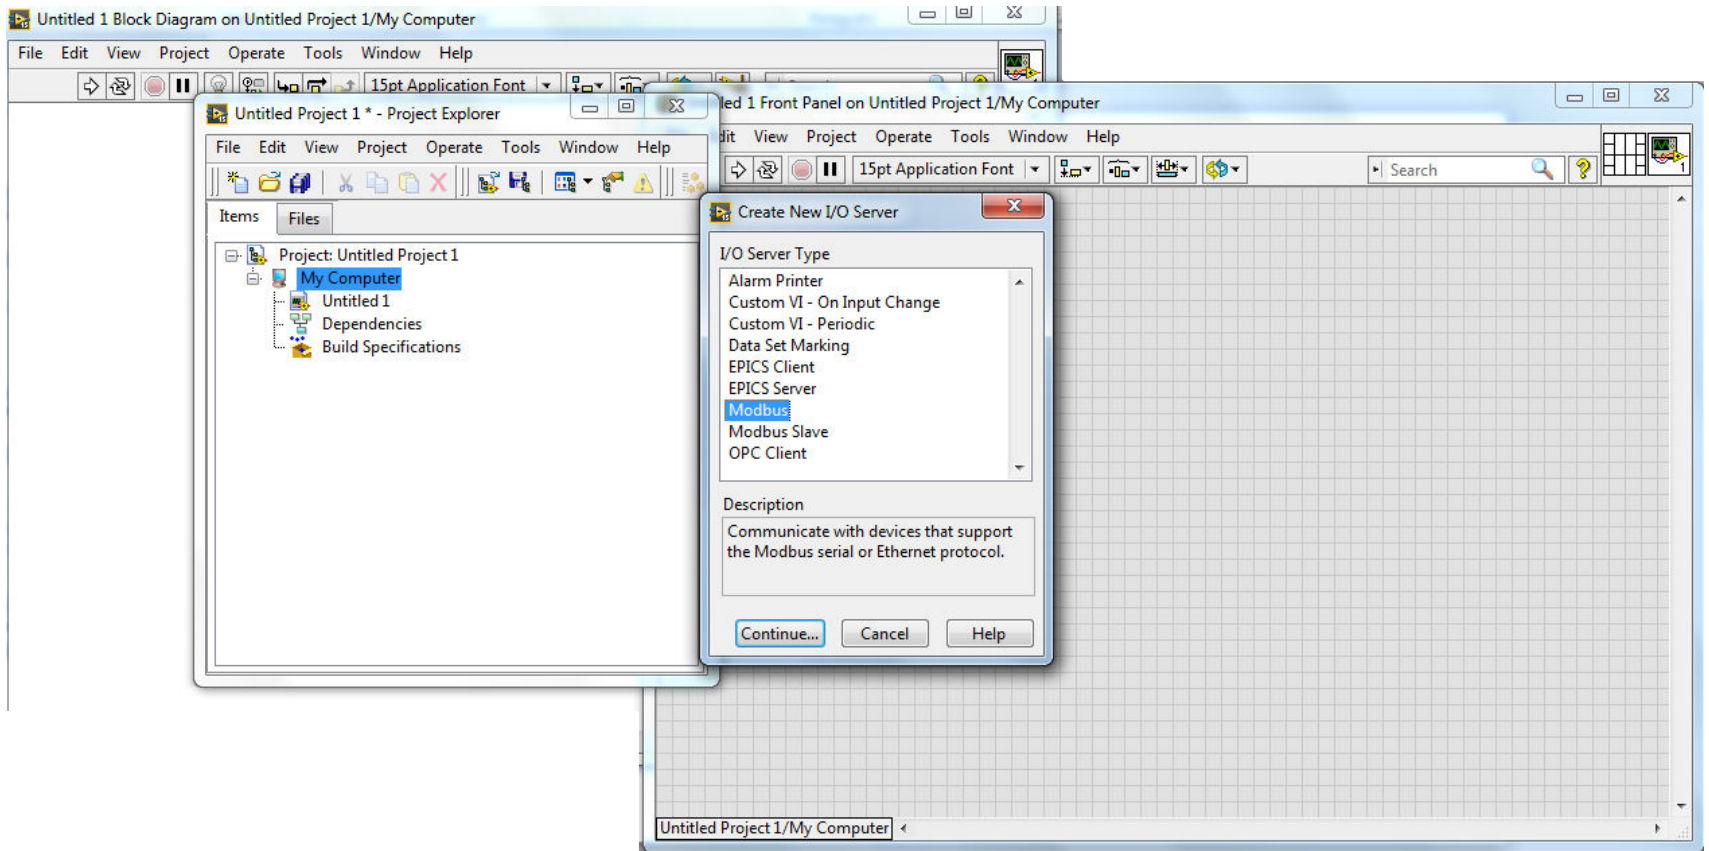 Untitled 1 Block Diagram on Untitled Project 1/My Computer
File Edit View Project Operate Tools Window Help
15pt Application Font
Untitled Project 1 * - Project Explorer
File Edit View Project Operate Tools Window Help
Items Files
Project: Untitled Project 1
My Computer
Untitled 1
Dependencies
Build Specifications
led 1 Front Panel on Untitled Project 1/My Computer
dit View Project Operate Tools Window Help
15pt Application Font
Search
1
Create New I/O Server
I/O Server Type
Alarm Printer
Custom VI - On Input Change
Custom VI - Periodic
Data Set Marking
EPICS Client
EPICS Server
Modbus
Modbus Slave
OPC Client
Description
Communicate with devices that support
the Modbus serial or Ethernet protocol.
Continue... Cancel Help
Untitled Project 1/My Computer